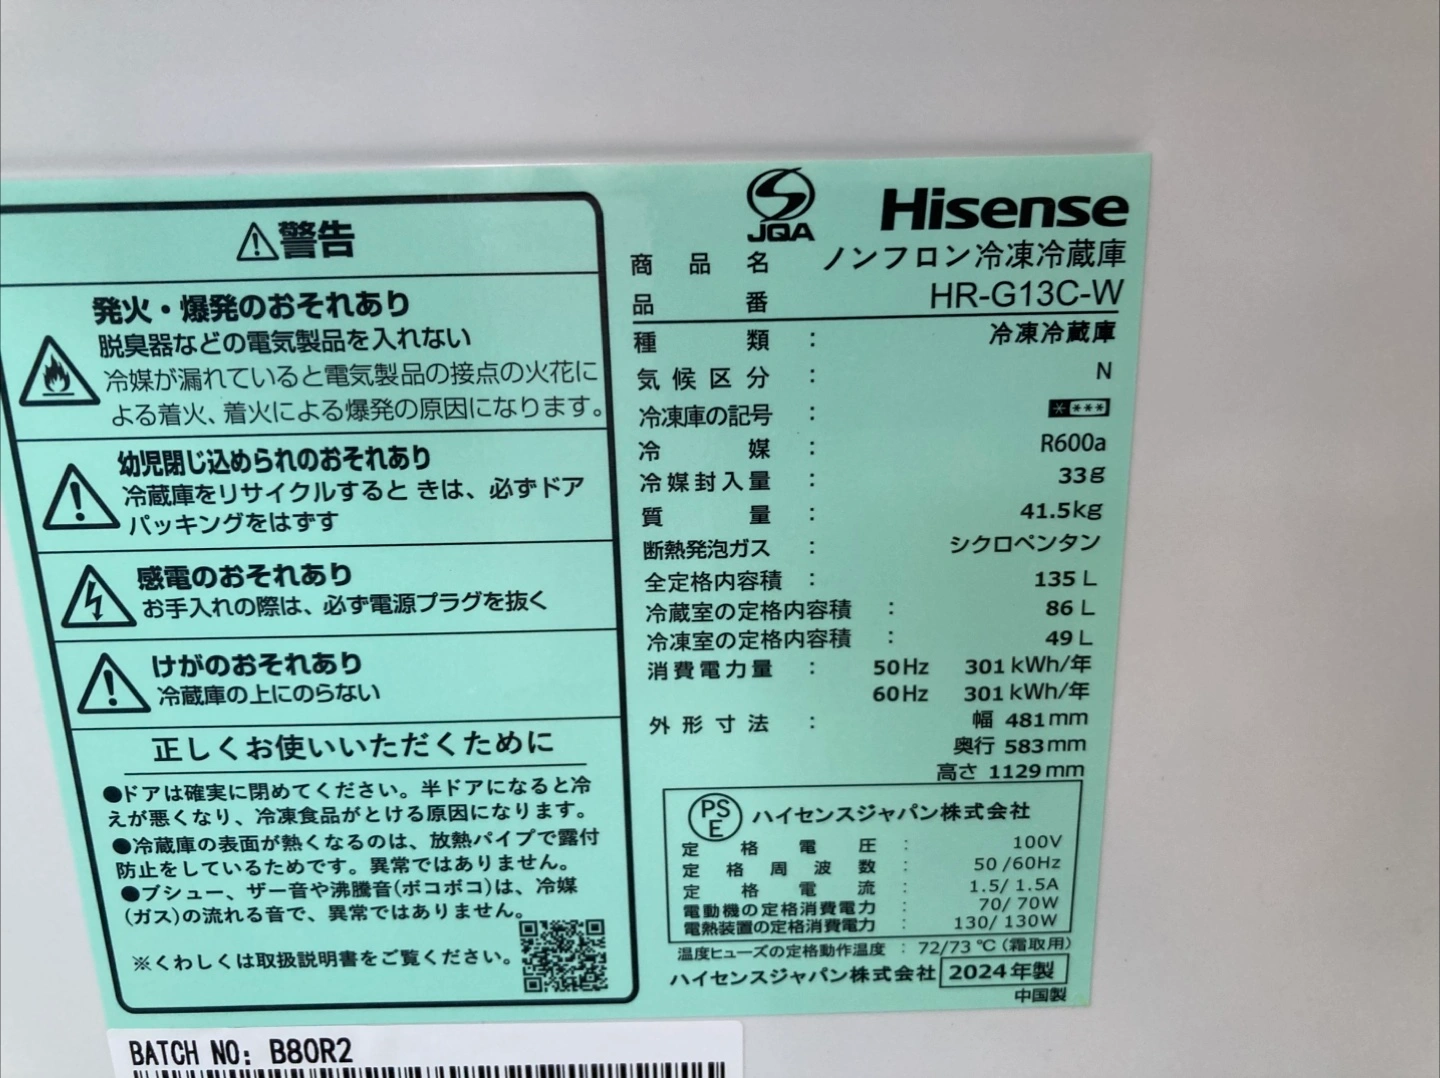 ⚠警告
発火・爆発のおそれあり
脱臭器などの電気製品を入れない
冷媒が漏れていると電気製品の接点の火花に
よる着火、着火による爆発の原因になります。
幼児閉じ込められのおそれあり
冷蔵庫をリサイクルすると きは、必ずドア
パッキングをはずす
感電のおそれあり
お手入れの際は、必ず電源プラグを抜く
けがのおそれあり
冷蔵庫の上にのらない
正しくお使いいただくために
●ドアは確実に閉めてください。半ドアになると冷
えが悪くなり、冷凍食品がとける原因になります。
●冷蔵庫の表面が熱くなるのは、放熱パイプで露付
防止をしているためです。異常ではありません。
●ブシュー、ザー音や沸騰音(ボコボコ)は、冷媒
(ガス)の流れる音で、異常ではありません。
※くわしくは取扱説明書をご覧ください。
JQA
Hisense
商品名 ノンフロン冷凍冷蔵庫
品番 HR-G13C-W
種類 : 冷凍冷蔵庫
気候区分 : N
冷凍庫の記号 : ****​*
冷媒 : R600a
冷媒封入量 : 33g
質量 : 41.5kg
断熱発泡ガス : シクロペンタン
全定格内容積 : 135 L
冷蔵室の定格内容積 : 86 L
冷凍室の定格内容積 : 49 L
消費電力量 : 50Hz 301 kWh/年
60Hz 301 kWh/年
外形寸法 : 幅 481mm
奥行 583mm
高さ 1129mm
PSE ハイセンスジャパン株式会社
定格電圧 : 100V
定格周波数 : 50/60Hz
定格電流 : 1.5/ 1.5A
電動機の定格消費電力 : 70/ 70W
電熱装置の定格消費電力 : 130/ 130W
温度ヒューズの定格動作温度 : 72/73℃(霜取用)
ハイセンスジャパン株式会社 2024年製
中国製
BATCH NO: B80R2